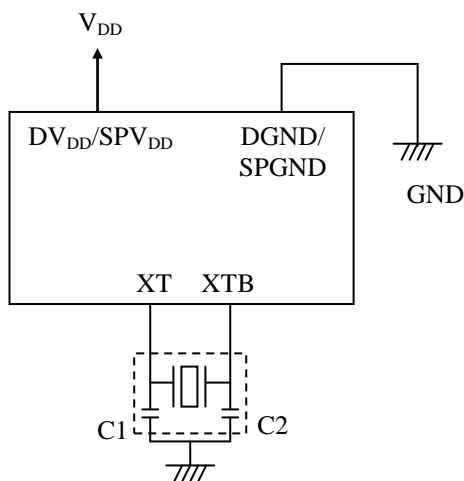 VDD
DVDD/SPVDD
DGND/
SPGND
GND
XT XTB
C1 C2